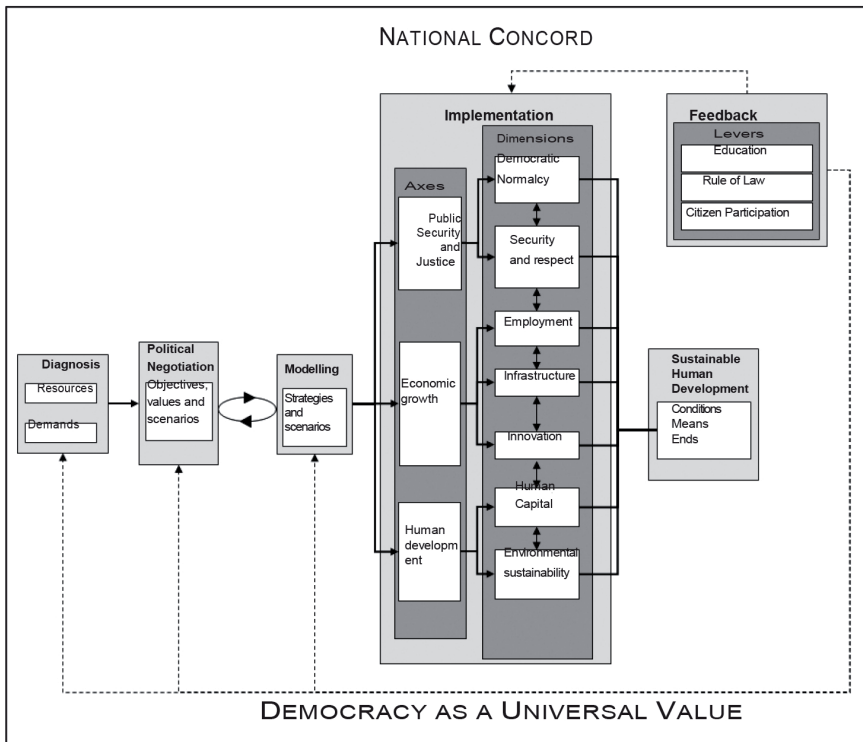 NATIONAL CONCORD
Diagnosis
Resources
Demands
Political
Negotiation
Objectives,
values and
scenarios
Modelling
Strategies
and
scenarios
Implementation
Axes
Public
Security
and
Justice
Economic
growth
Human
developm
ent
Dimensions
Democratic
Normalcy
Security
and respect
Employment
Infrastructure
Innovation
Human
Capital
Environmental
sustainability
Feedback
Levers
Education
Rule of Law
Citizen Participation
Sustainable
Human
Development
Conditions
Means
Ends
DEMOCRACY AS A UNIVERSAL VALUE